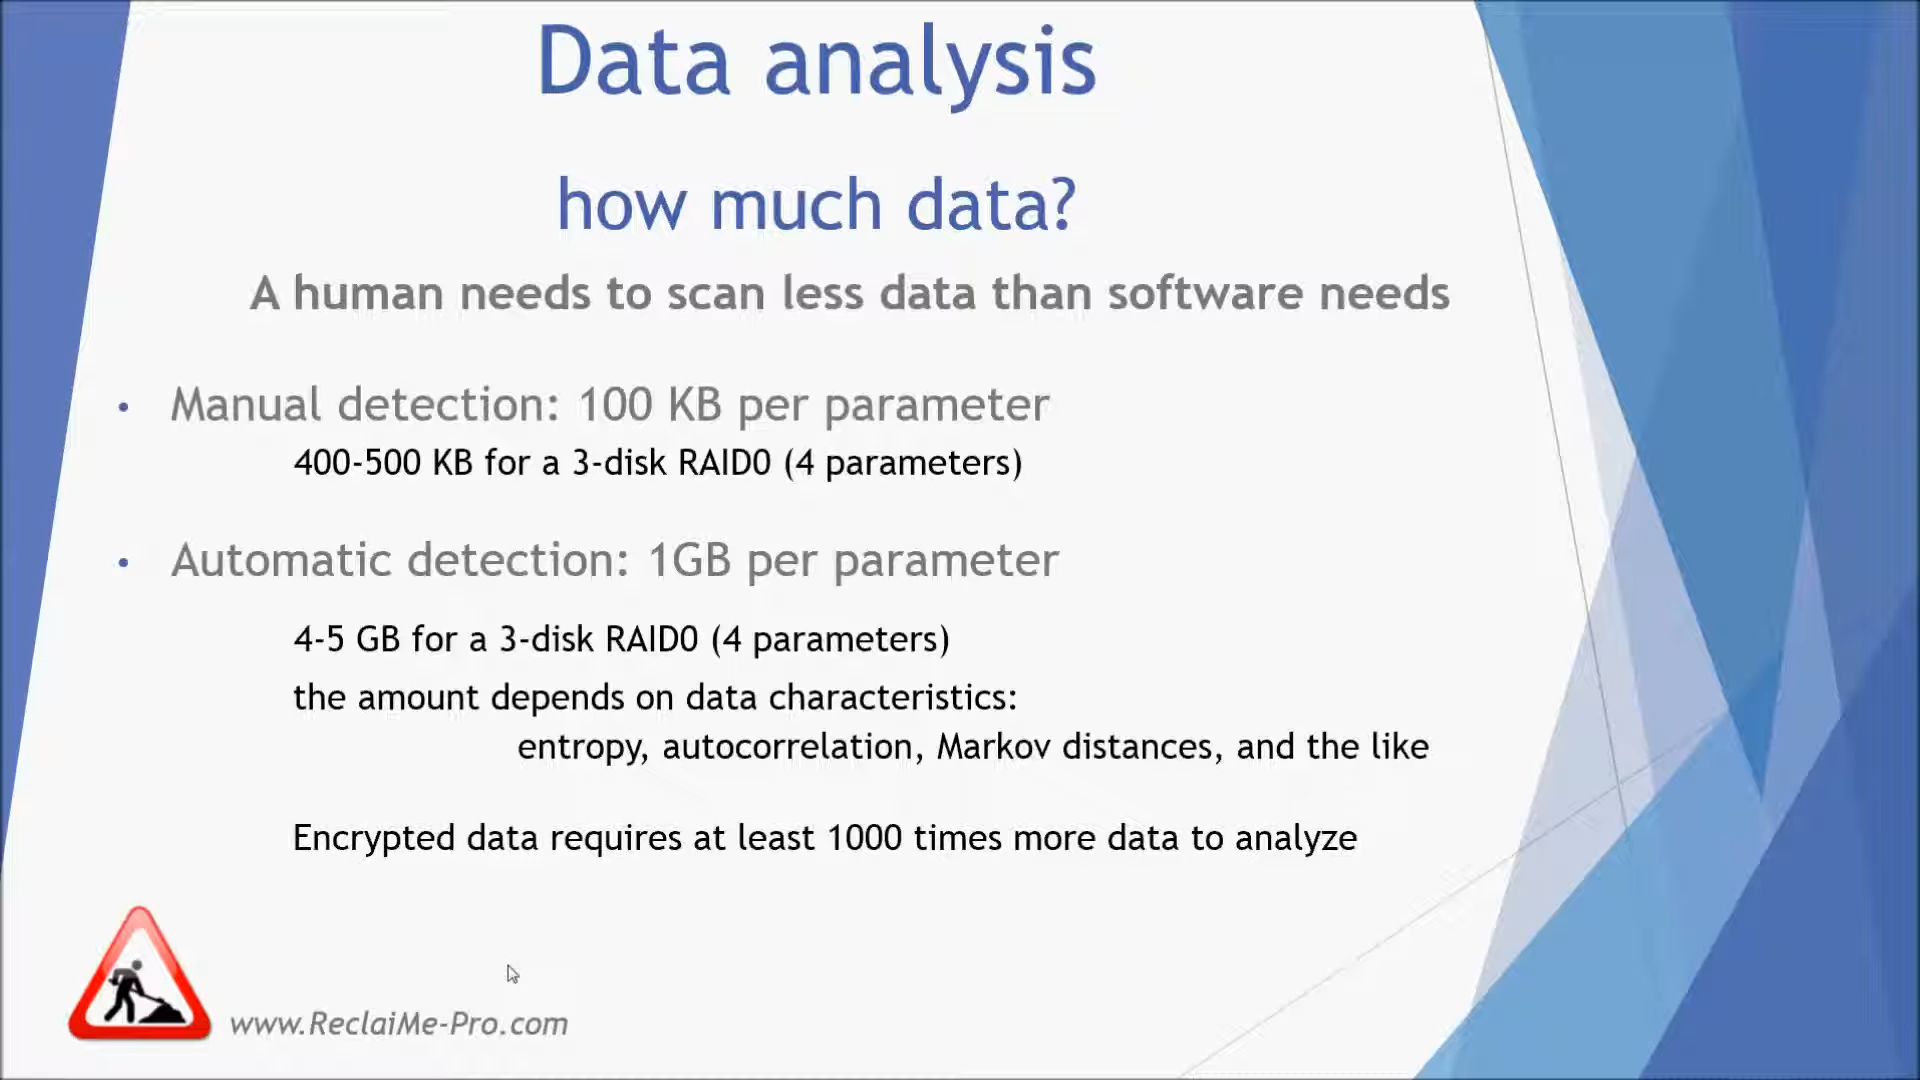 Data analysis
how much data?
A human needs to scan less data than software needs
• Manual detection: 100 KB per parameter
400-500 KB for a 3-disk RAID0 (4 parameters)
• Automatic detection: 1GB per parameter
4-5 GB for a 3-disk RAID0 (4 parameters)
the amount depends on data characteristics:
entropy, autocorrelation, Markov distances, and the like
Encrypted data requires at least 1000 times more data to analyze
www.ReclaiMe-Pro.com